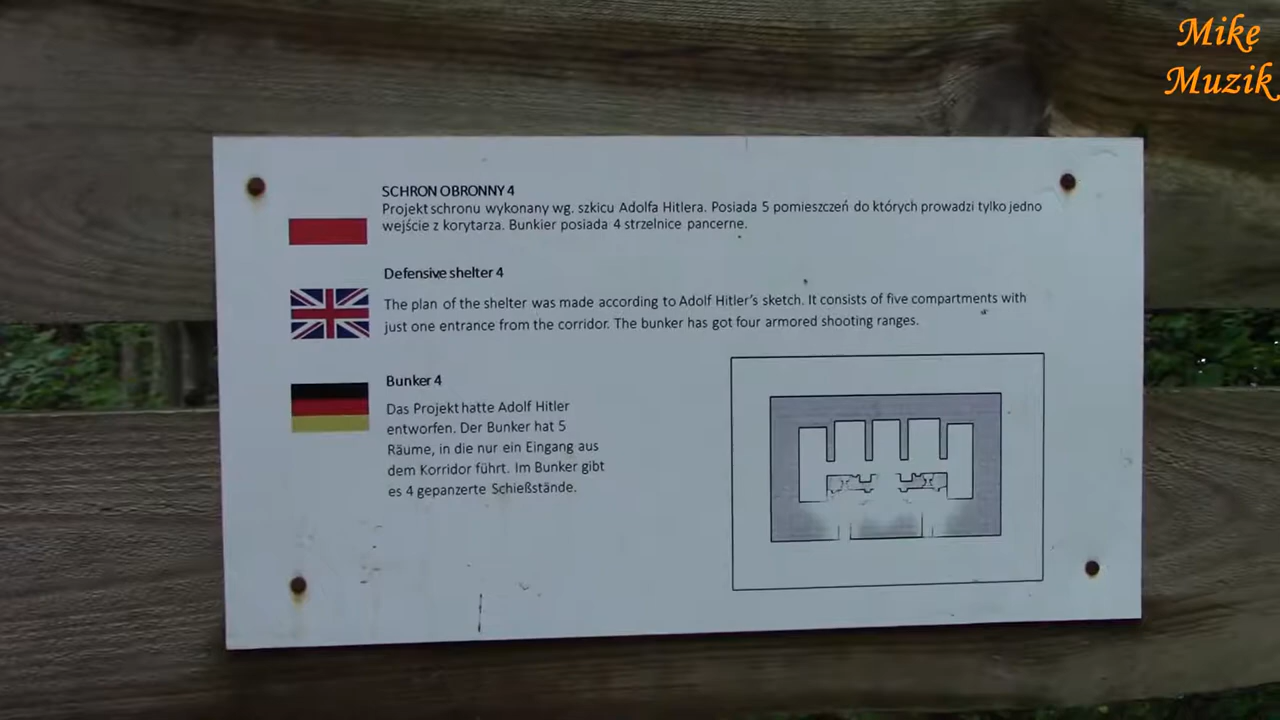 Mike
Muzik
SCHRON OBRONNY 4
Projekt schronu wykonany wg. szkicu Adolfa Hitlera. Posiada 5 pomieszczeń do których prowadzi tylko jedno
wejście z korytarza. Bunkier posiada 4 strzelnice pancerne.
Defensive shelter 4
The plan of the shelter was made according to Adolf Hitler's sketch. It consists of five compartments with
just one entrance from the corridor. The bunker has got four armored shooting ranges.
Bunker 4
Das Projekt hatte Adolf Hitler
entworfen. Der Bunker hat 5
Räume, in die nur ein Eingang aus
dem Korridor führt. Im Bunker gibt
es 4 gepanzerte Schießstände.